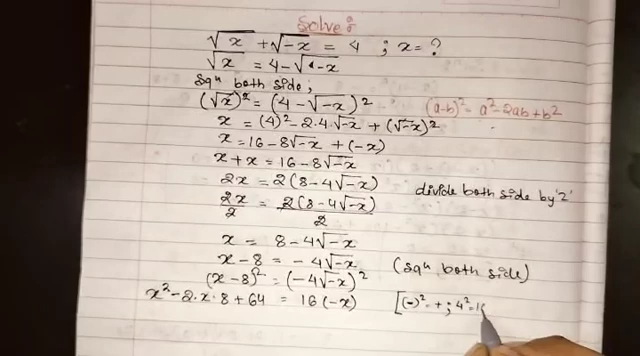 Solve:
√x + √-x = 4 ; x = ?
√x = 4 - √-x
Sqn both side;
(√x)² = (4 - √-x)² (a-b)² = a² - 2ab + b²
x = (4)² - 2·4·√-x + (√-x)²
x = 16 - 8√-x + (-x)
x + x = 16 - 8√-x
2x = 2(8 - 4√-x) divide both side by '2'
2x/2 = 2(8 - 4√-x)/2
x = 8 - 4√-x
x - 8 = - 4√-x (Sqn both side)
(x - 8)² = (-4√-x)²
x² - 2·x·8 + 64 = 16(-x) [(-)² = + ; 4² = 16